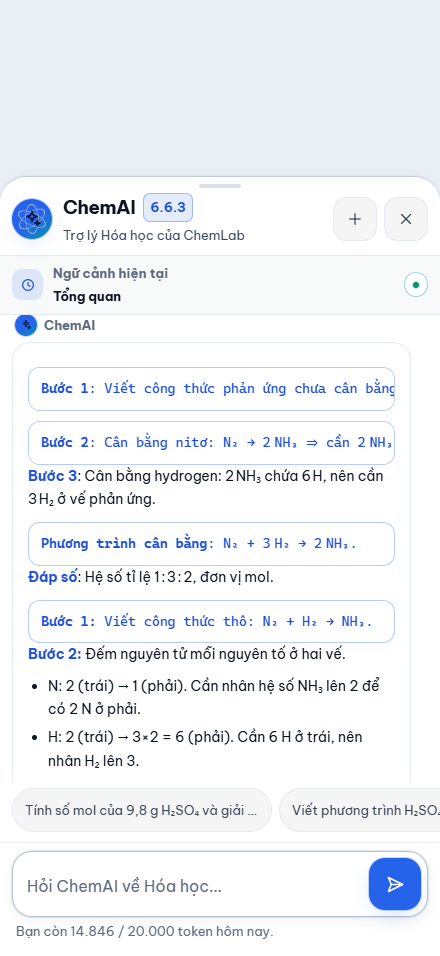 ChemAI 6.6.3
Trợ lý Hóa học của ChemLab
Ngữ cảnh hiện tại
Tổng quan
ChemAI
Bước 1: Viết công thức phản ứng chưa cân bằng
Bước 2: Cân bằng nitơ: N₂ → 2 NH₃ ⇒ cần 2 NH₃
Bước 3: Cân bằng hydrogen: 2 NH₃ chứa 6 H, nên cần
3 H₂ ở vế phản ứng.
Phương trình cân bằng: N₂ + 3 H₂ → 2 NH₃.
Đáp số: Hệ số tỉ lệ 1 : 3 : 2, đơn vị mol.
Bước 1: Viết công thức thô: N₂ + H₂ → NH₃.
Bước 2: Đếm nguyên tử mỗi nguyên tố ở hai vế.
• N: 2 (trái) → 1 (phải). Cần nhân hệ số NH₃ lên 2 để
có 2 N ở phải.
• H: 2 (trái) → 3×2 = 6 (phải). Cần 6 H ở trái, nên
nhân H₂ lên 3.
Tính số mol của 9,8 g H₂SO₄ và giải ...
Viết phương trình H₂SO₄
Hỏi ChemAI về Hóa học...
Bạn còn 14.846 / 20.000 token hôm nay.